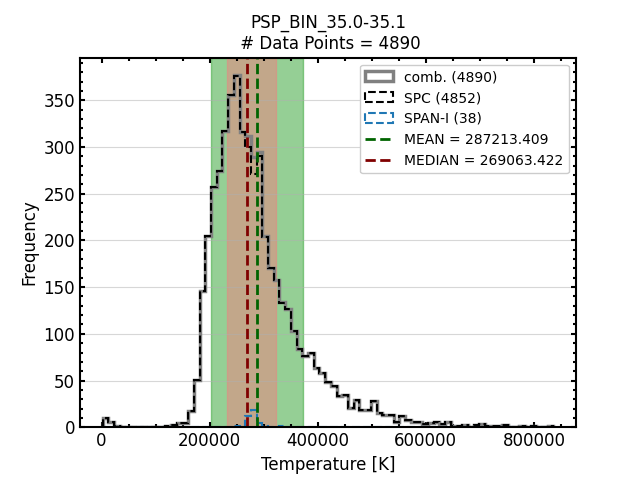 PSP_BIN_35.0-35.1
# Data Points = 4890
comb. (4890)
SPC (4852)
SPAN-I (38)
MEAN = 287213.409
MEDIAN = 269063.422
Frequency
350
300
250
200
150
100
50
0
0 200000 400000 600000 800000
Temperature [K]